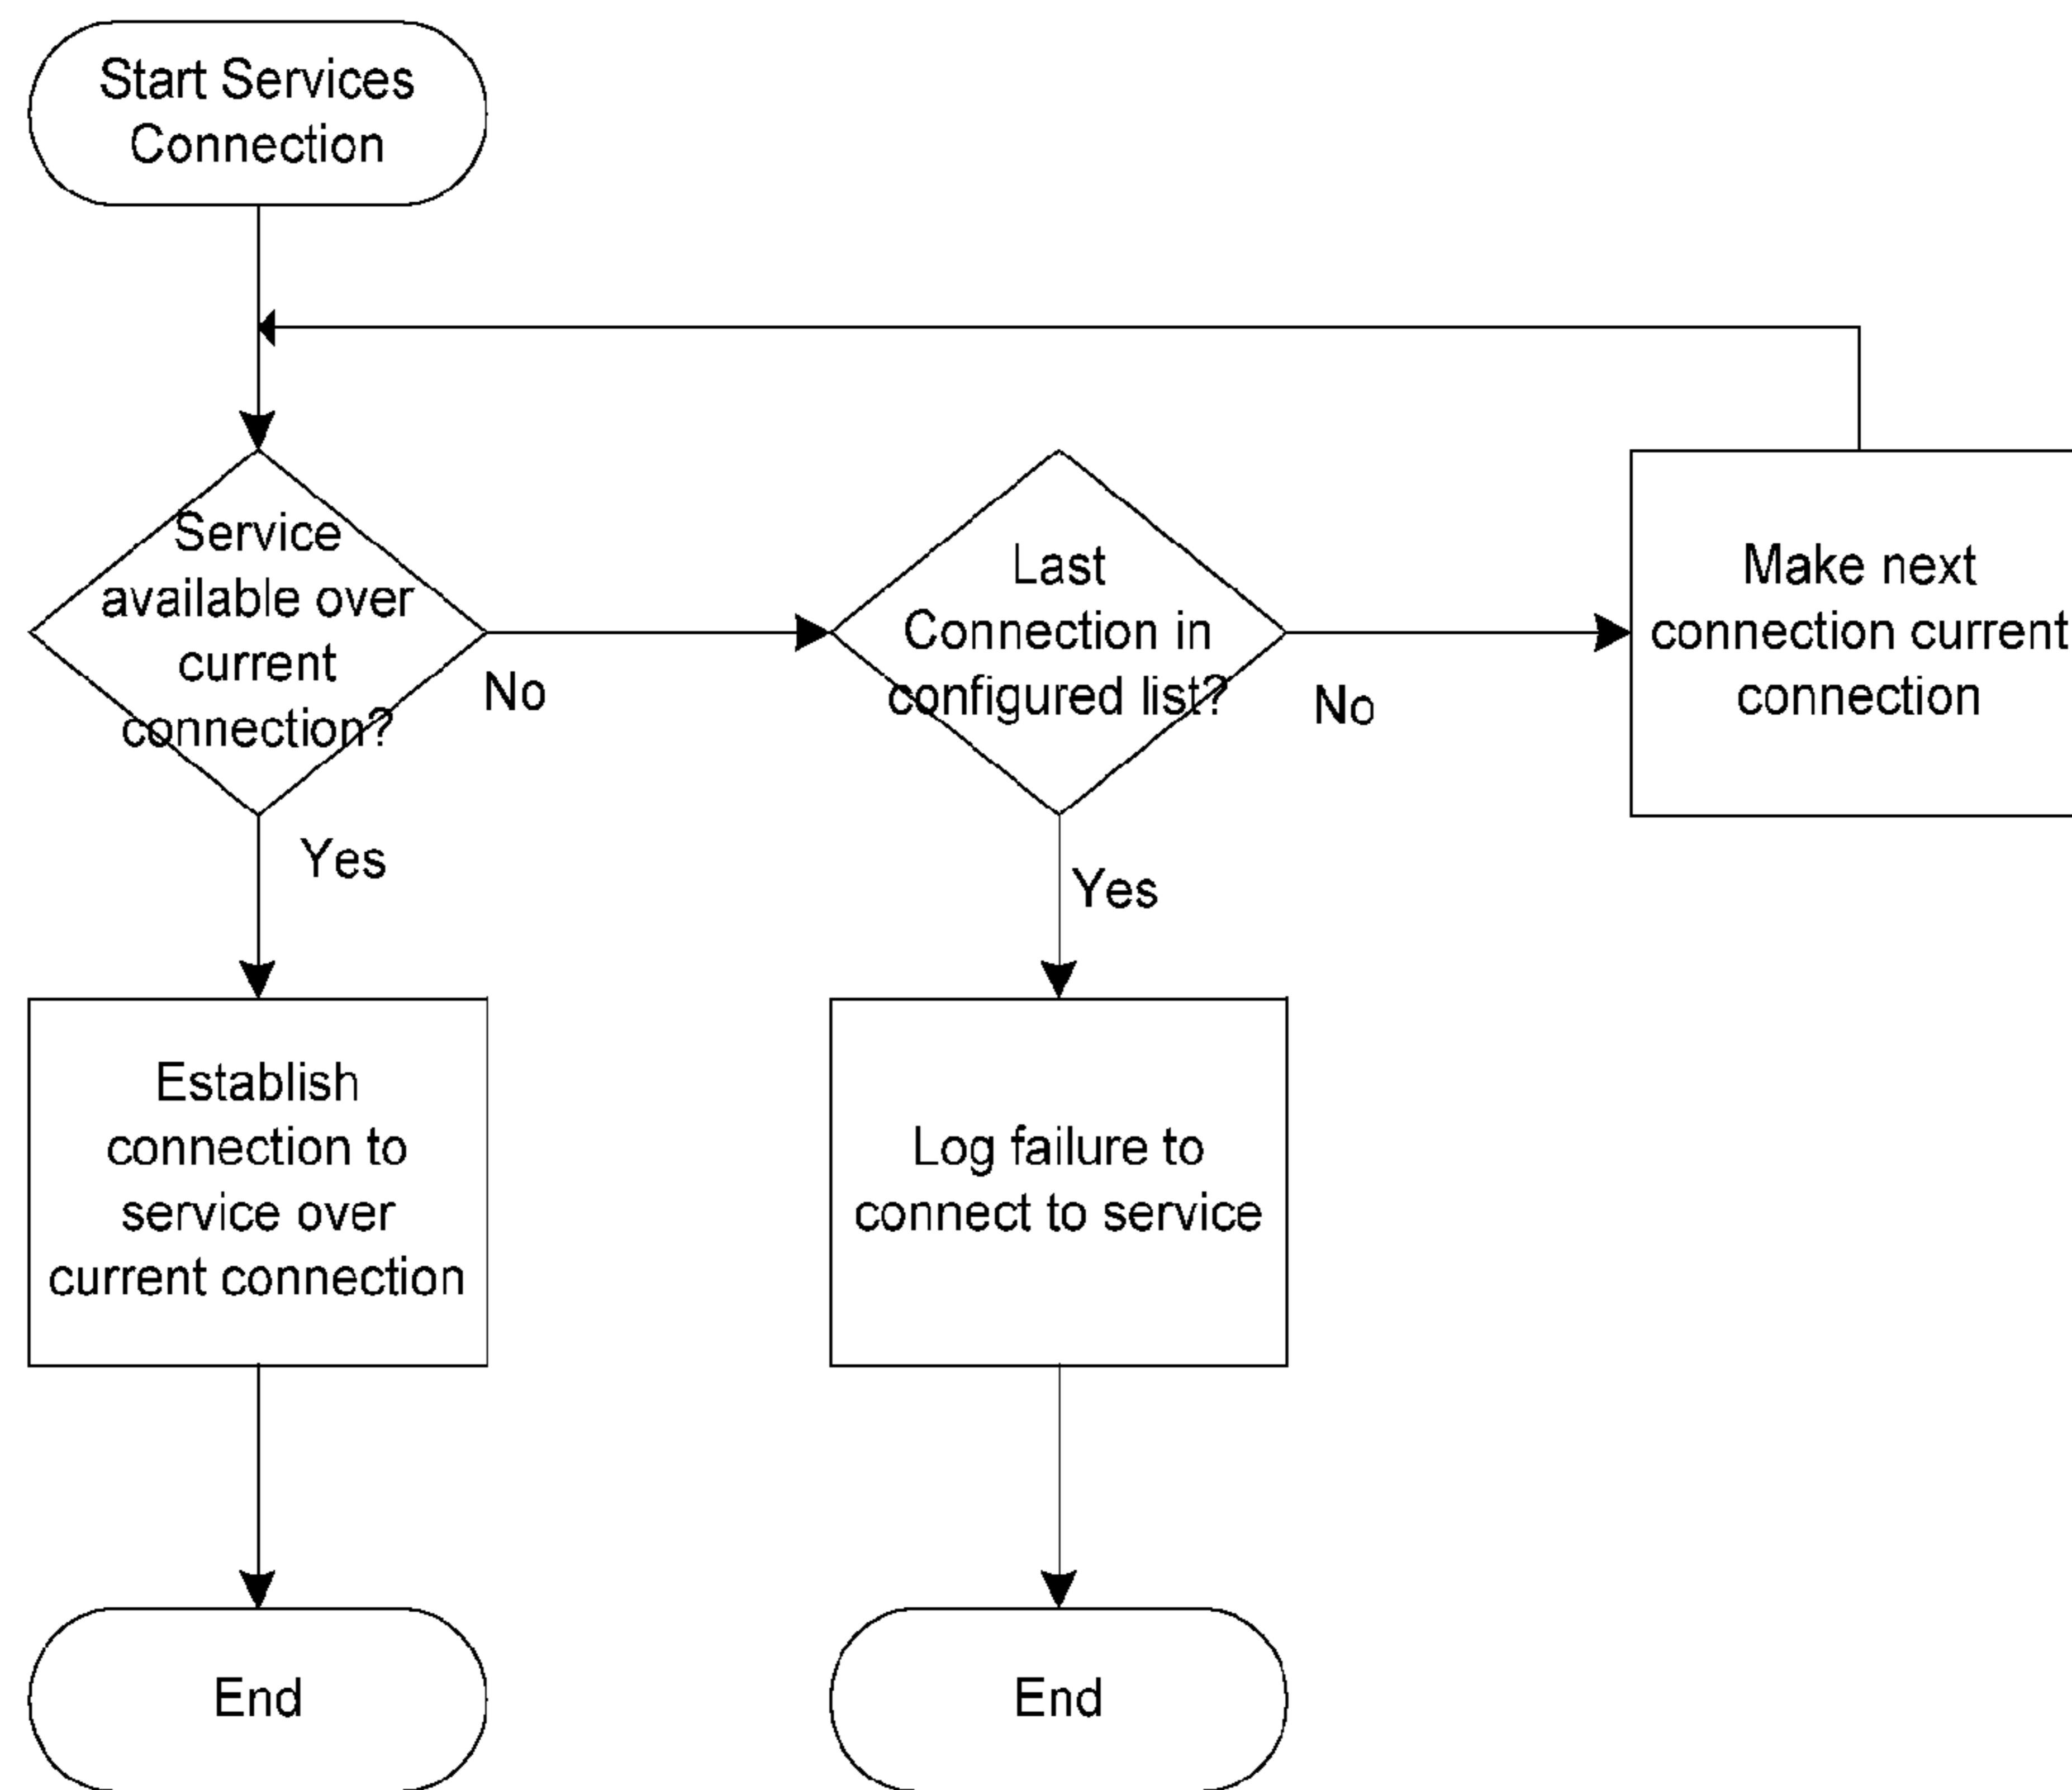 Start Services
Connection
Service
available over
current
connection?
No
Last
Connection in
configured list?
No
Make next
connection current
connection
Yes
Yes
Establish
connection to
service over
current connection
Log failure to
connect to service
End
End